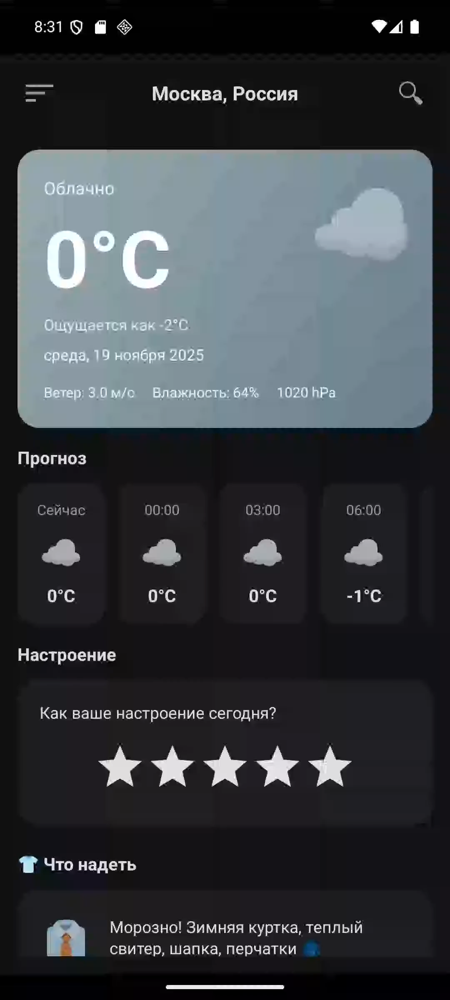 8:31
Москва, Россия
Облачно
0°C
Ощущается как -2°C
среда, 19 ноября 2025
Ветер: 3.0 м/с Влажность: 64% 1020 hPa
Прогноз
Сейчас 00:00 03:00 06:00
0°C 0°C 0°C -1°C
Настроение
Как ваше настроение сегодня?
Что надеть
Морозно! Зимняя куртка, теплый
свитер, шапка, перчатки